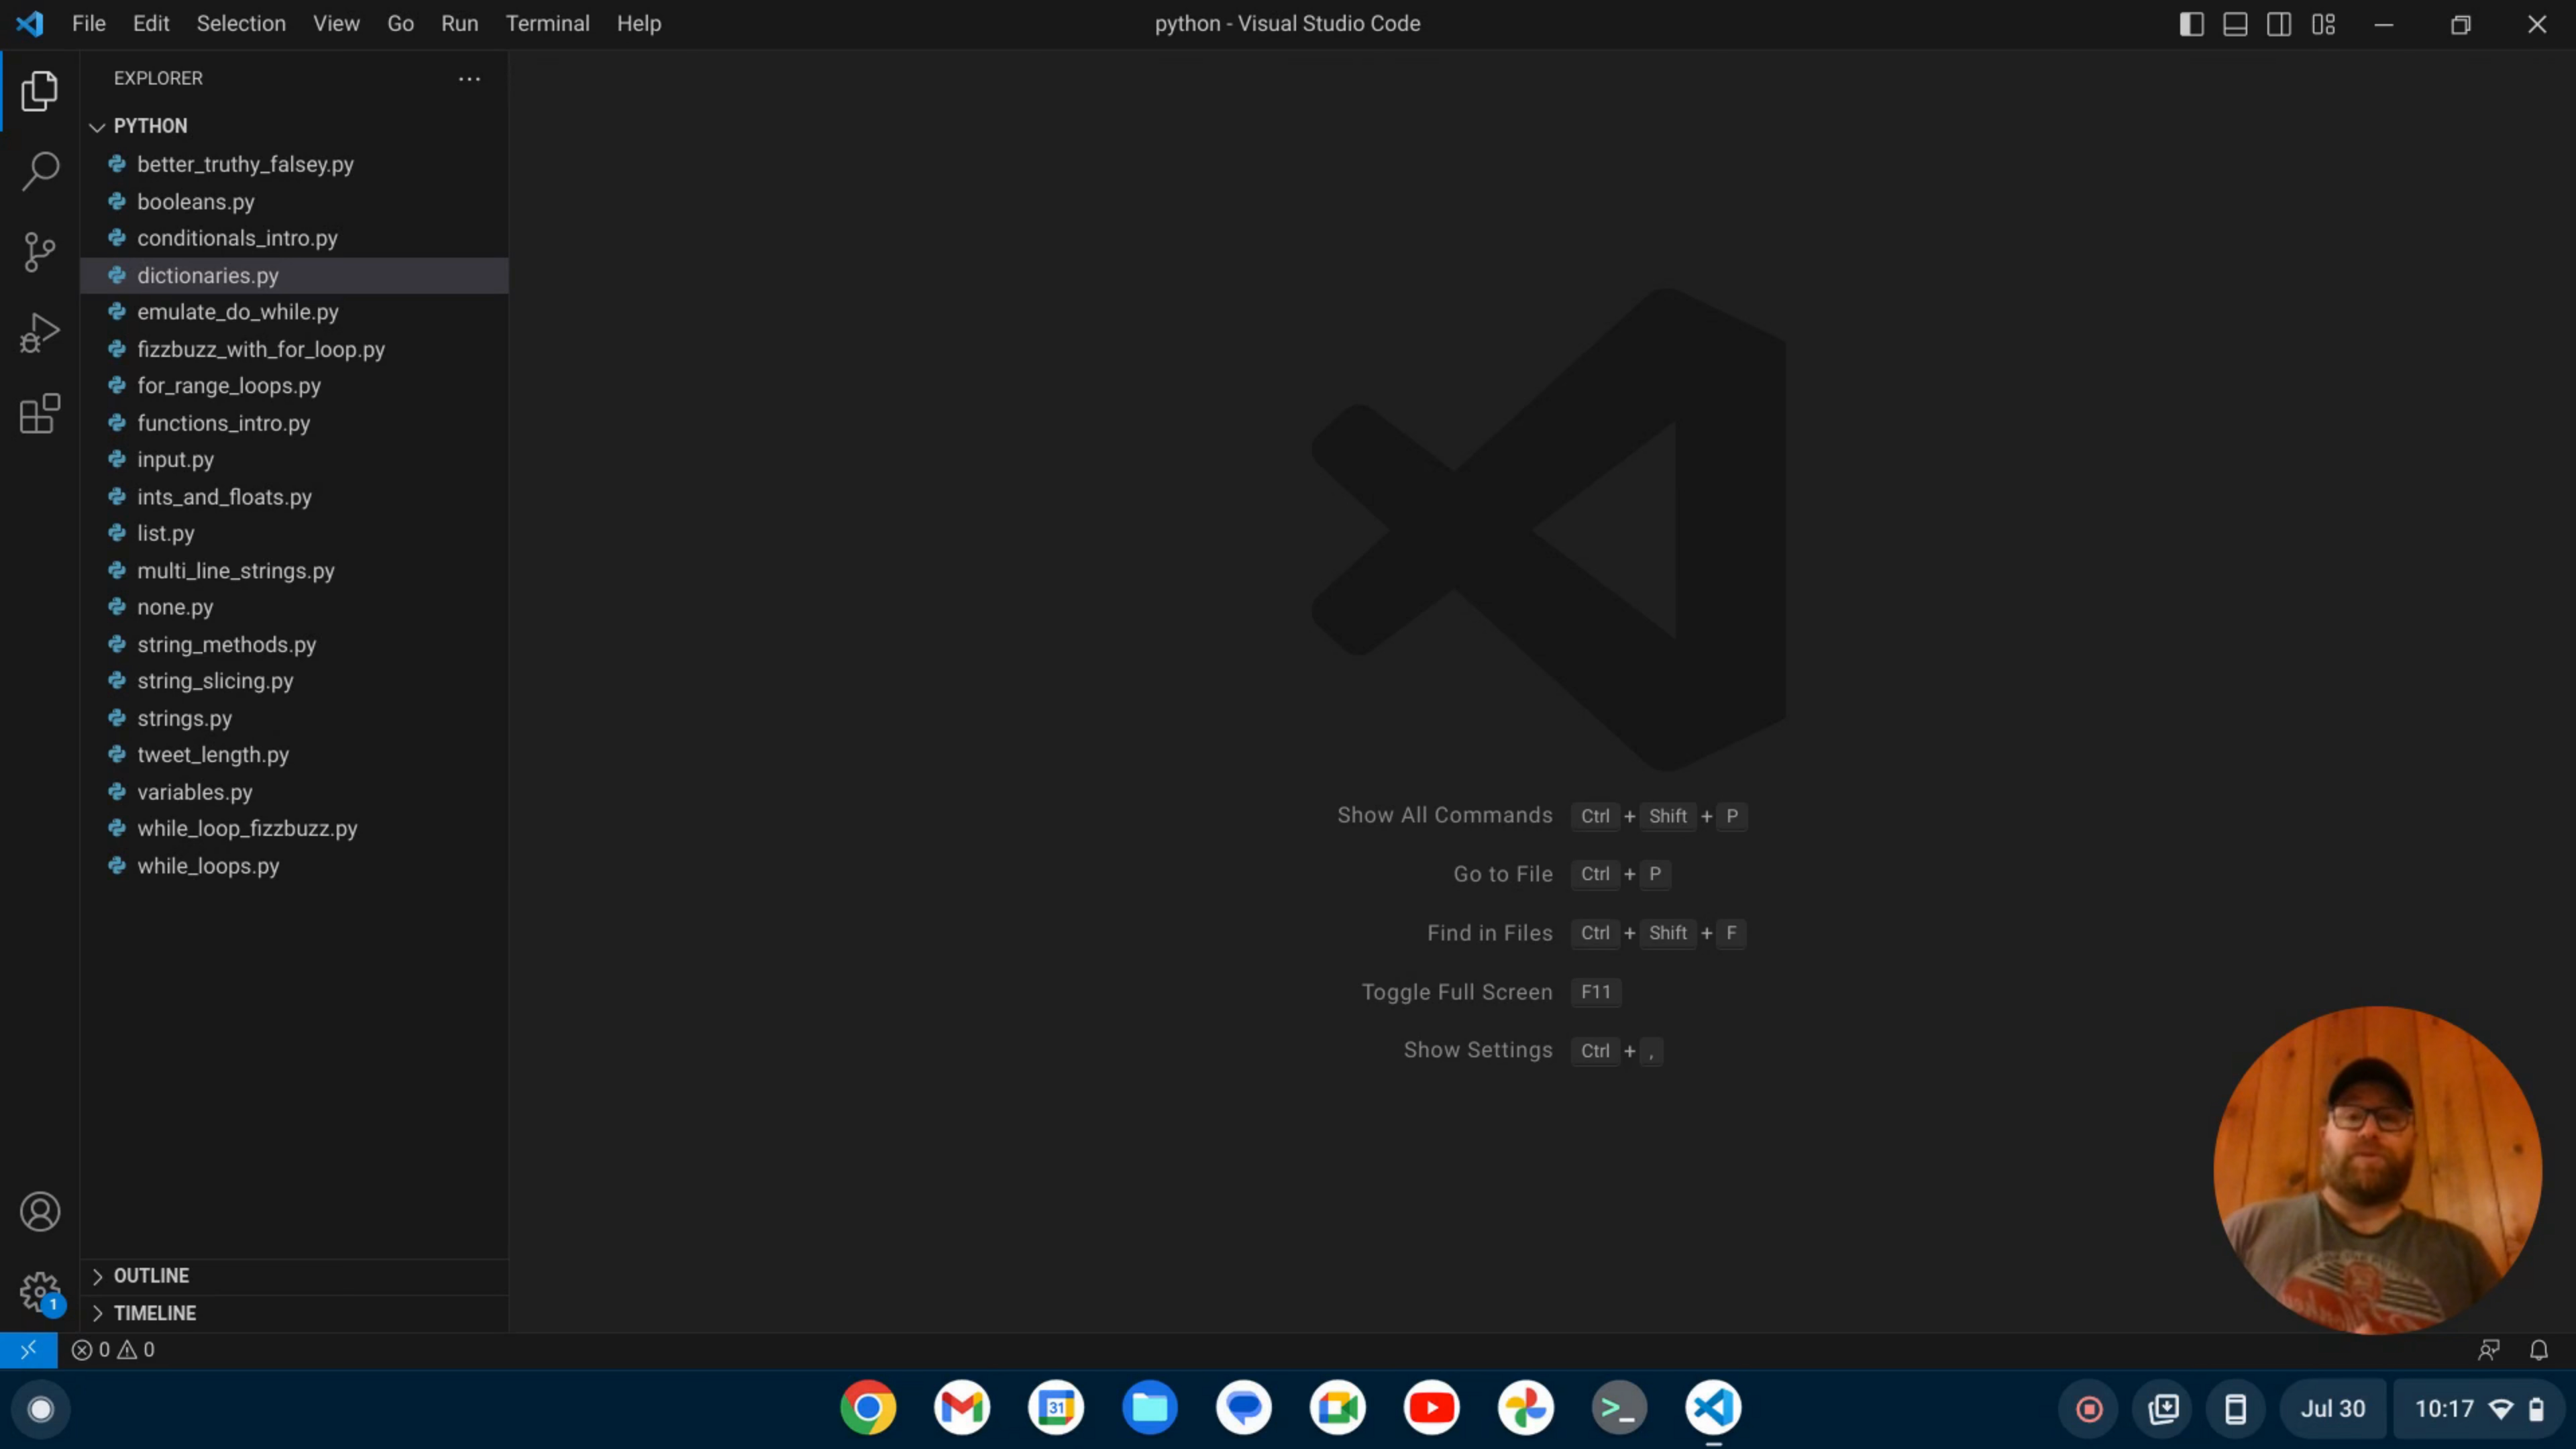 File Edit Selection View Go Run Terminal Help
python - Visual Studio Code
EXPLORER
PYTHON
better_truthy_falsey.py
booleans.py
conditionals_intro.py
dictionaries.py
emulate_do_while.py
fizzbuzz_with_for_loop.py
for_range_loops.py
functions_intro.py
input.py
ints_and_floats.py
list.py
multi_line_strings.py
none.py
string_methods.py
string_slicing.py
strings.py
tweet_length.py
variables.py
while_loop_fizzbuzz.py
while_loops.py
Show All Commands Ctrl + Shift + P
Go to File Ctrl + P
Find in Files Ctrl + Shift + F
Toggle Full Screen F11
Show Settings Ctrl + ,
OUTLINE
1
TIMELINE
0 0
31
>_
Jul 30
10:17